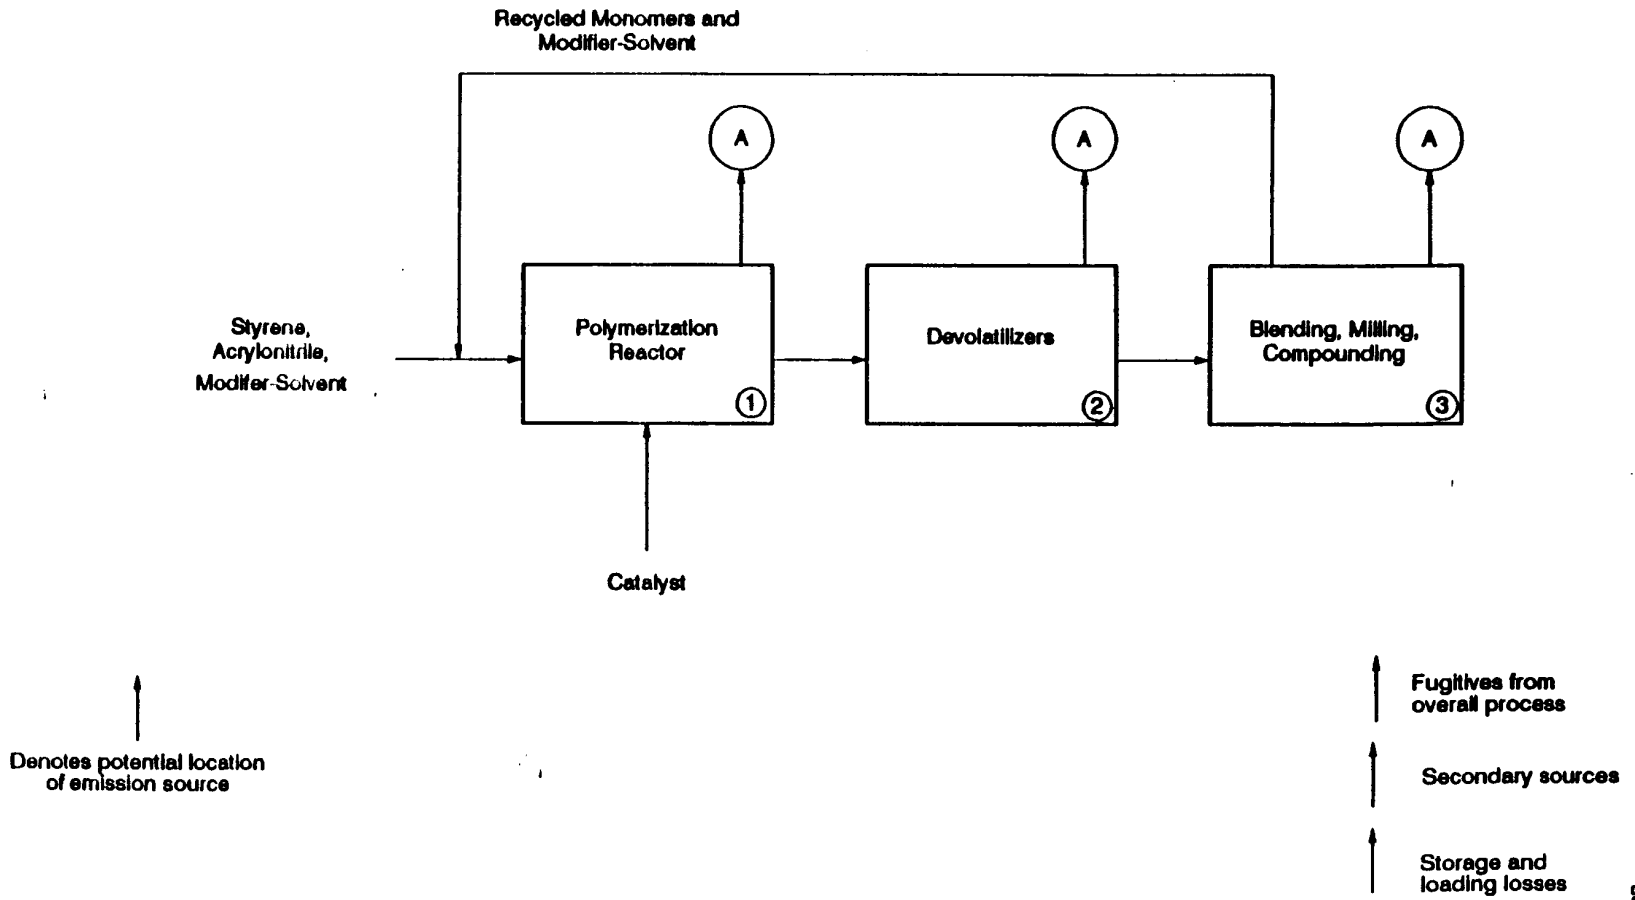 Recycled Monomers and
Modifier-Solvent
A
A
A
Styrene,
Acrylonitrile,
Modifer-Solvent
Polymerization
Reactor
1
Devolatilizers
2
Blending, Milling,
Compounding
3
Catalyst
Denotes potential location
of emission source
Fugitives from
overall process
Secondary sources
Storage and
loading losses